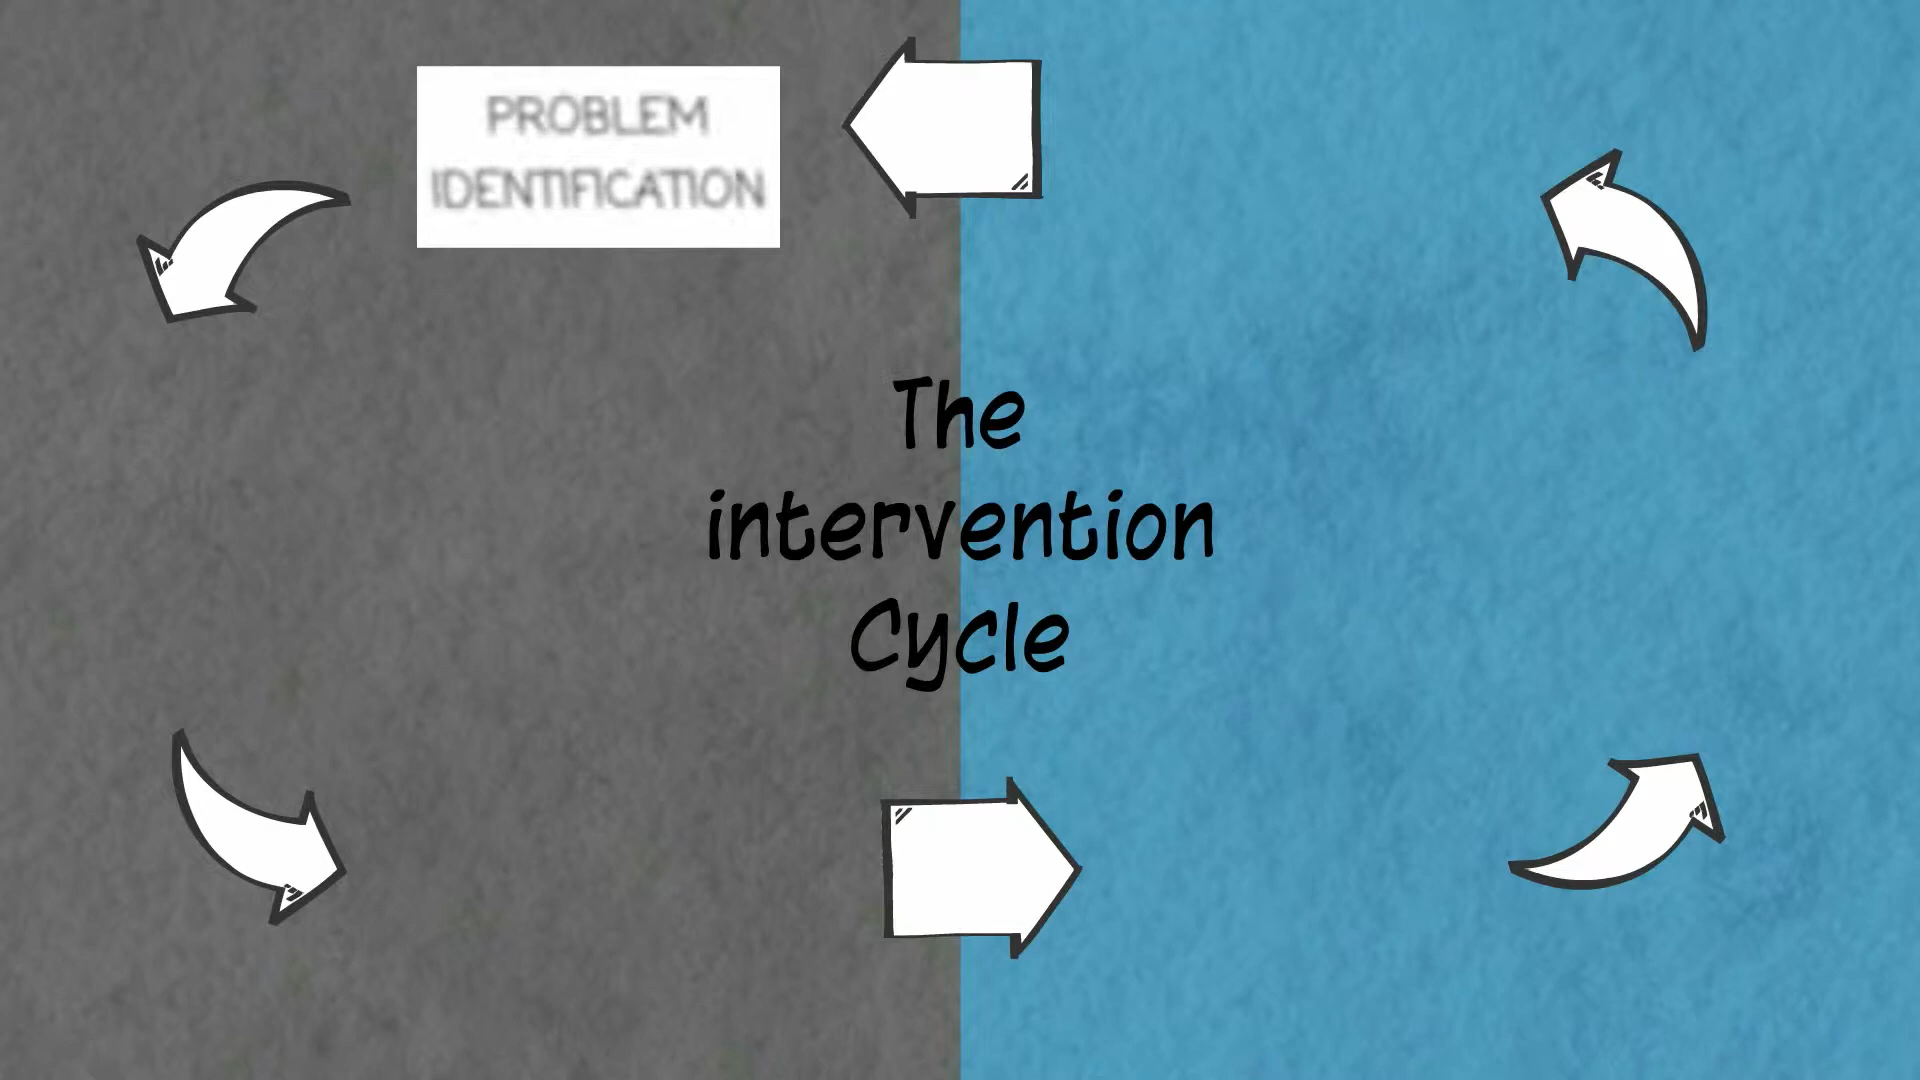 PROBLEM
IDENTIFICATION
The
intervention
Cycle